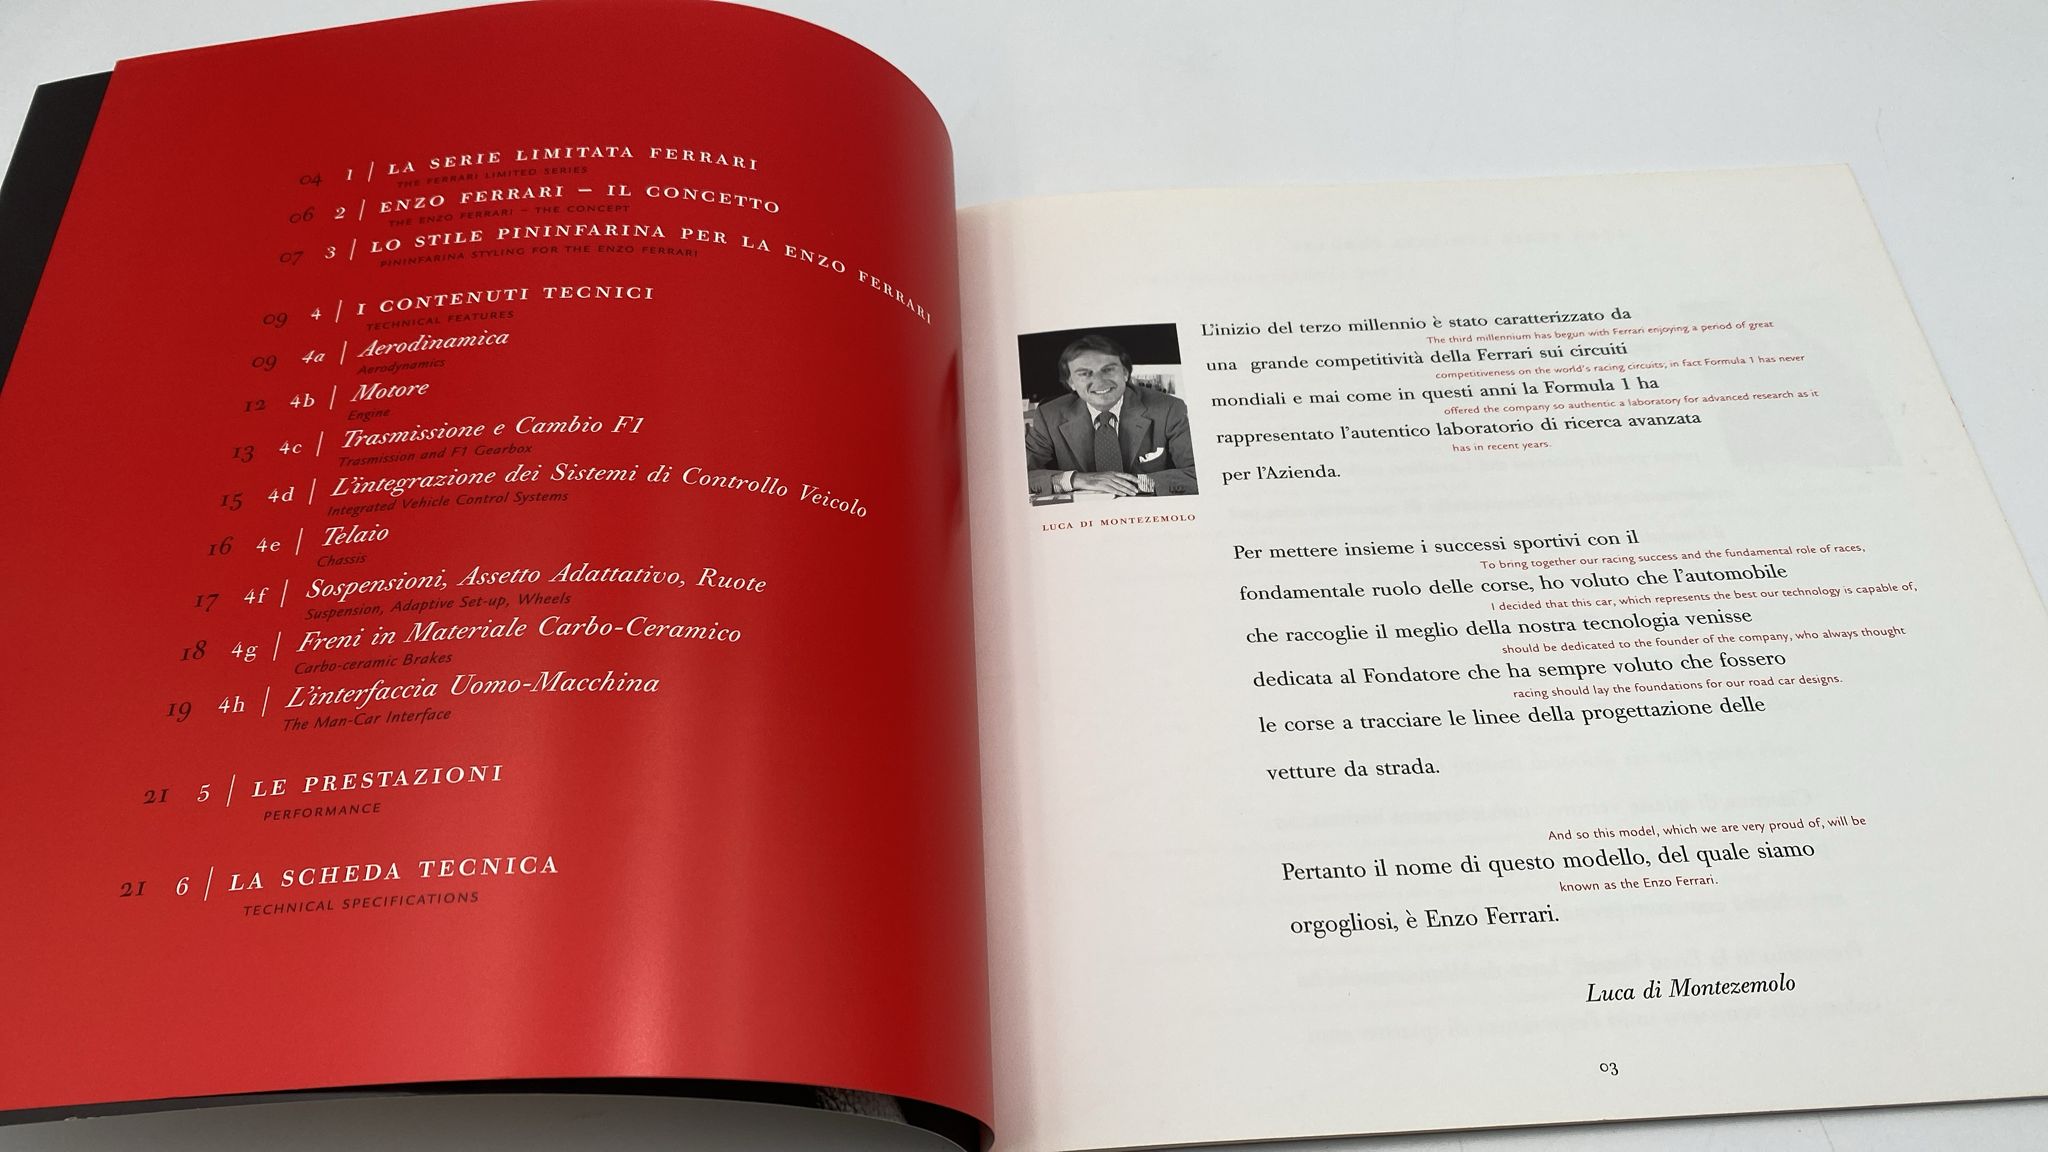 04 1 | LA SERIE LIMITATA FERRARI
THE FERRARI LIMITED SERIES
06 2 | ENZO FERRARI – IL CONCETTO
THE ENZO FERRARI – THE CONCEPT
07 3 | LO STILE PININFARINA PER LA ENZO FERRARI
PININFARINA STYLING FOR THE ENZO FERRARI
09 4 | I CONTENUTI TECNICI
TECHNICAL FEATURES
09 4a | Aerodinamica
Aerodynamics
12 4b | Motore
Engine
13 4c | Trasmissione e Cambio F1
Trasmission and F1 Gearbox
15 4d | L'integrazione dei Sistemi di Controllo Veicolo
Integrated Vehicle Control Systems
16 4e | Telaio
Chassis
17 4f | Sospensioni, Assetto Adattativo, Ruote
Suspension, Adaptive Set-up, Wheels
18 4g | Freni in Materiale Carbo-Ceramico
Carbo-ceramic Brakes
19 4h | L'interfaccia Uomo-Macchina
The Man-Car Interface
21 5 | LE PRESTAZIONI
PERFORMANCE
21 6 | LA SCHEDA TECNICA
TECHNICAL SPECIFICATIONS
LUCA DI MONTEZEMOLO
L'inizio del terzo millennio è stato caratterizzato da
The third millennium has begun with Ferrari enjoying a period of great
una grande competitività della Ferrari sui circuiti
competitiveness on the world's racing circuits; in fact Formula 1 has never
mondiali e mai come in questi anni la Formula 1 ha
offered the company so authentic a laboratory for advanced research as it
rappresentato l'autentico laboratorio di ricerca avanzata
has in recent years.
per l'Azienda.
Per mettere insieme i successi sportivi con il
To bring together our racing success and the fundamental role of races,
fondamentale ruolo delle corse, ho voluto che l'automobile
I decided that this car, which represents the best our technology is capable of,
che raccoglie il meglio della nostra tecnologia venisse
should be dedicated to the founder of the company, who always thought
dedicata al Fondatore che ha sempre voluto che fossero
racing should lay the foundations for our road car designs.
le corse a tracciare le linee della progettazione delle
vetture da strada.
And so this model, which we are very proud of, will be
Pertanto il nome di questo modello, del quale siamo
known as the Enzo Ferrari.
orgogliosi, è Enzo Ferrari.
Luca di Montezemolo
03